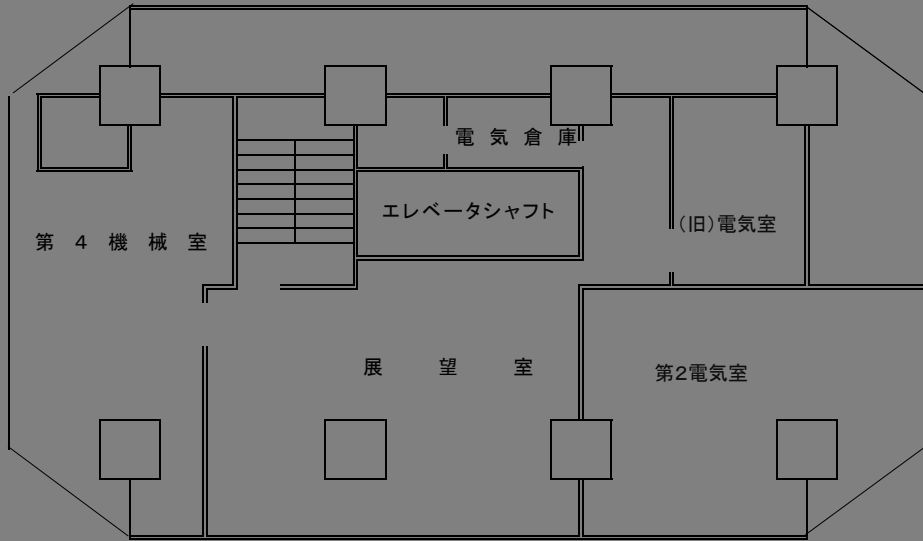 電気倉庫
エレベータシャフト
(旧)電気室
第4機械室
展望室
第2電気室